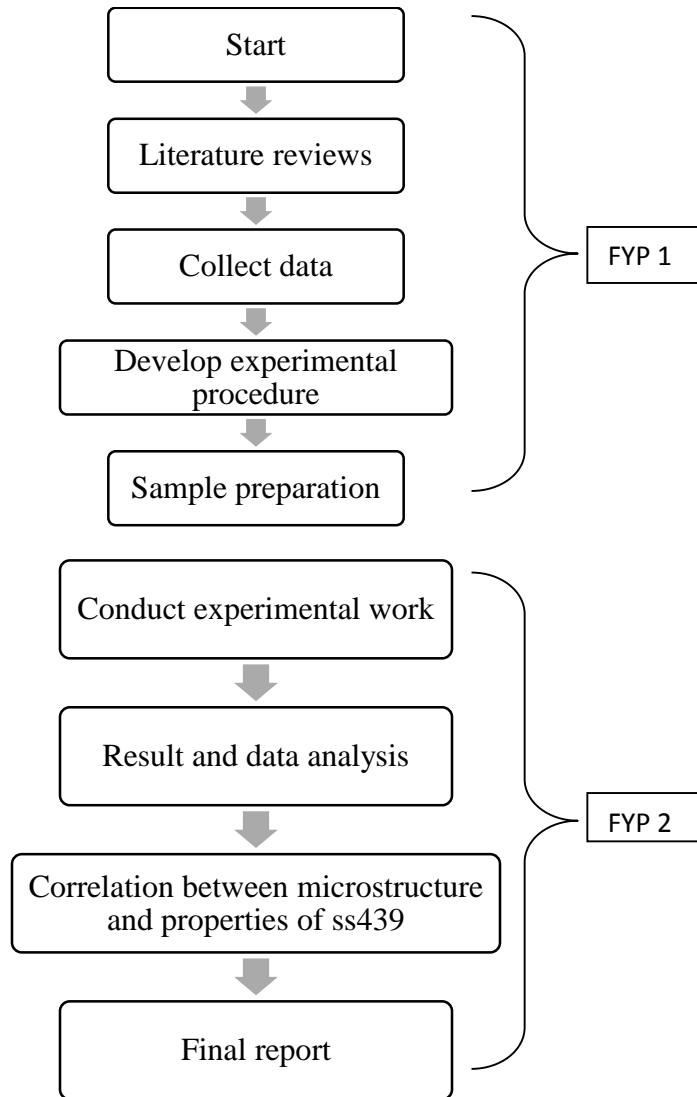 Start
Literature reviews
Collect data
Develop experimental
procedure
Sample preparation
FYP 1
Conduct experimental work
Result and data analysis
Correlation between microstructure
and properties of ss439
Final report
FYP 2